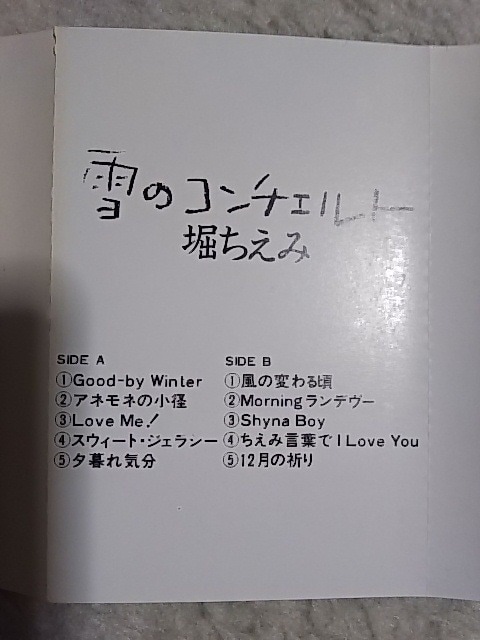 雪のコンチェルト
堀ちえみ
SIDE A
①Good-by Winter
②アネモネの小径
③Love Me!
④スウィート・ジェラシー
⑤夕暮れ気分
SIDE B
①風の変わる頃
②Morningランデヴー
③Shyna Boy
④ちえみ言葉で I Love You
⑤12月の祈り